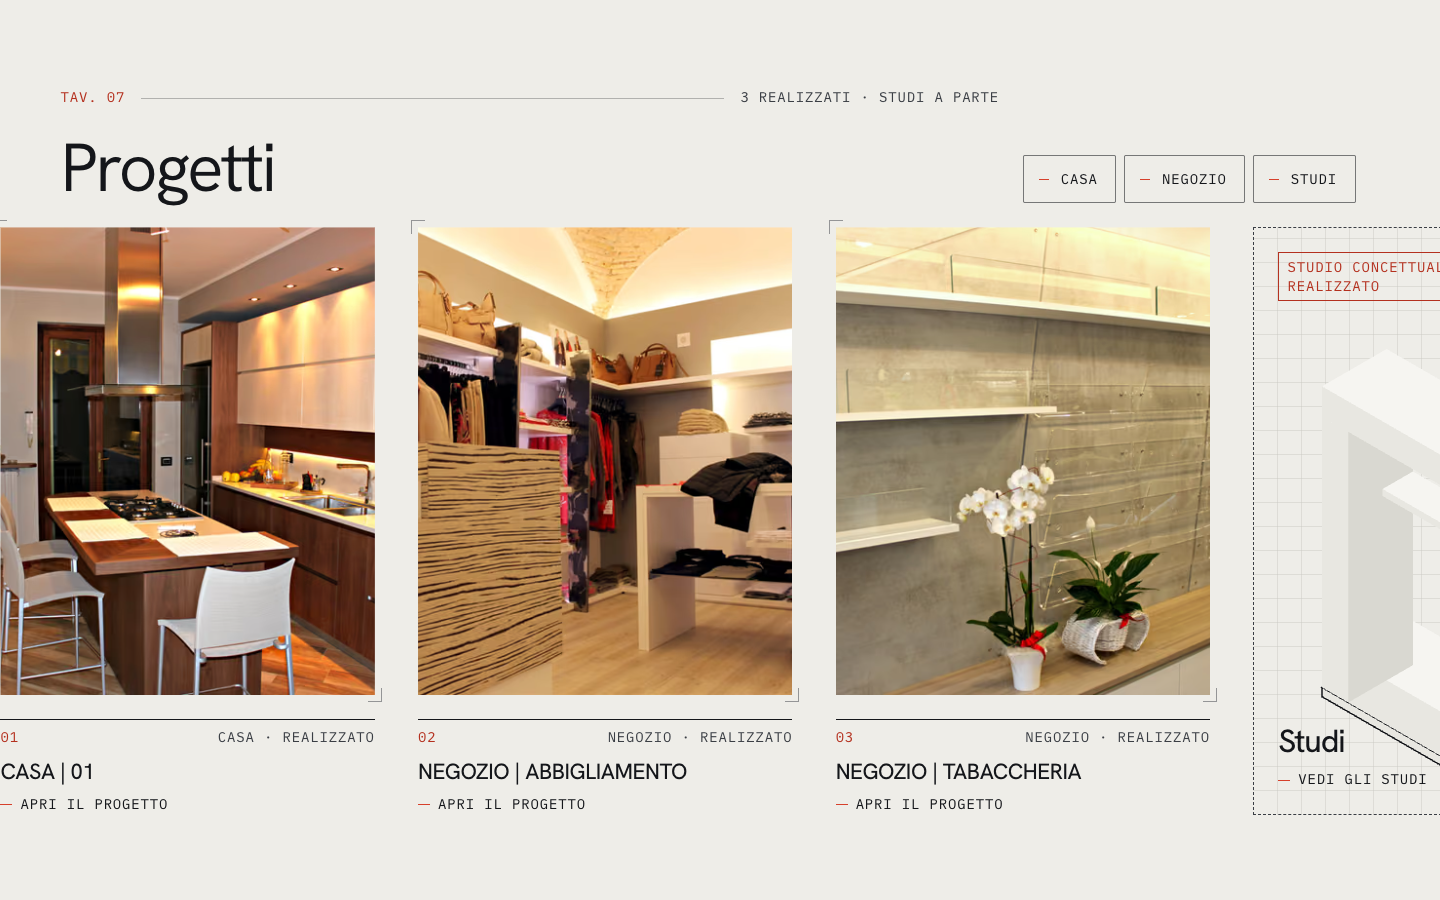 TAV. 07
3 REALIZZATI · STUDI A PARTE
Progetti
— CASA
— NEGOZIO
— STUDI
STUDIO CONCETTUAL
REALIZZATO
01
CASA · REALIZZATO
CASA | 01
— APRI IL PROGETTO
02
NEGOZIO · REALIZZATO
NEGOZIO | ABBIGLIAMENTO
— APRI IL PROGETTO
03
NEGOZIO · REALIZZATO
NEGOZIO | TABACCHERIA
— APRI IL PROGETTO
Studi
— VEDI GLI STUDI